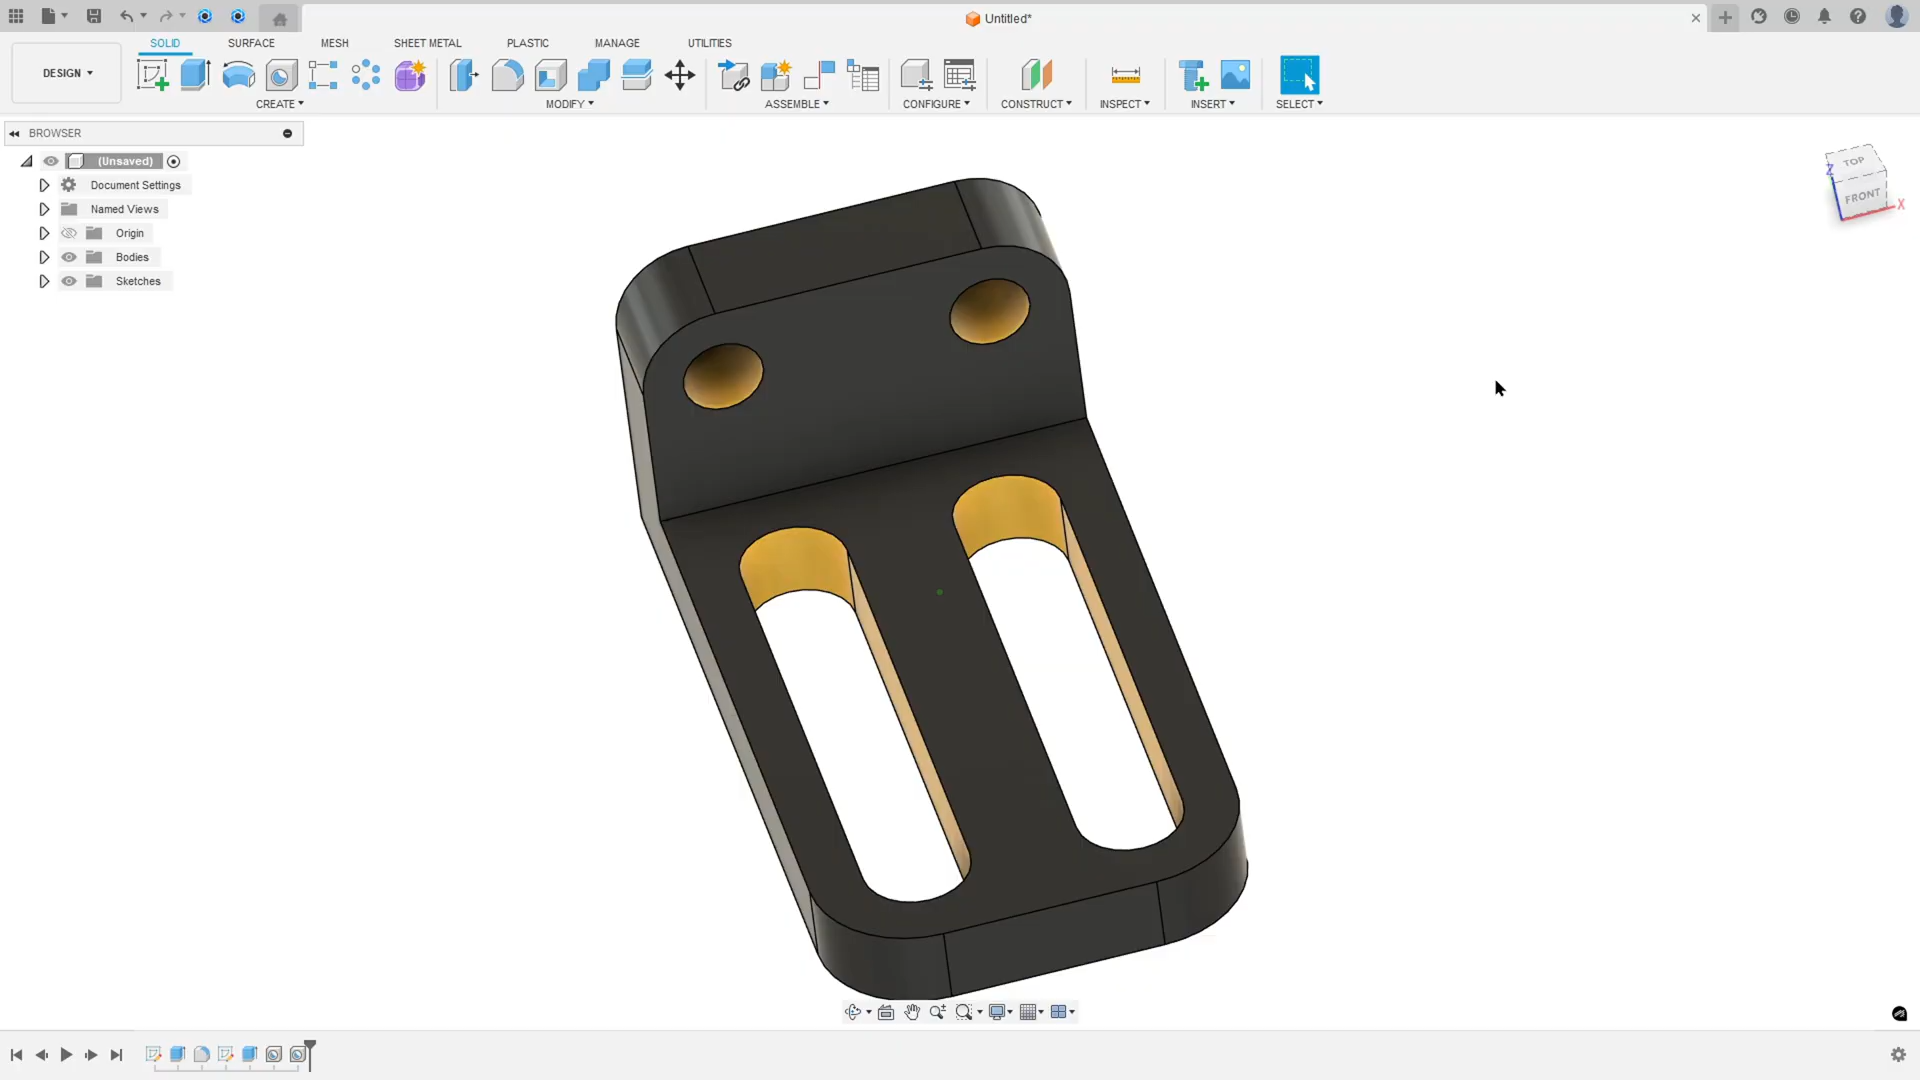 Untitled*
SOLID SURFACE MESH SHEET METAL PLASTIC MANAGE UTILITIES
DESIGN
CREATE MODIFY ASSEMBLE CONFIGURE CONSTRUCT INSPECT INSERT SELECT
BROWSER
(Unsaved)
Document Settings
Named Views
Origin
Bodies
Sketches
TOP
Z
FRONT
X